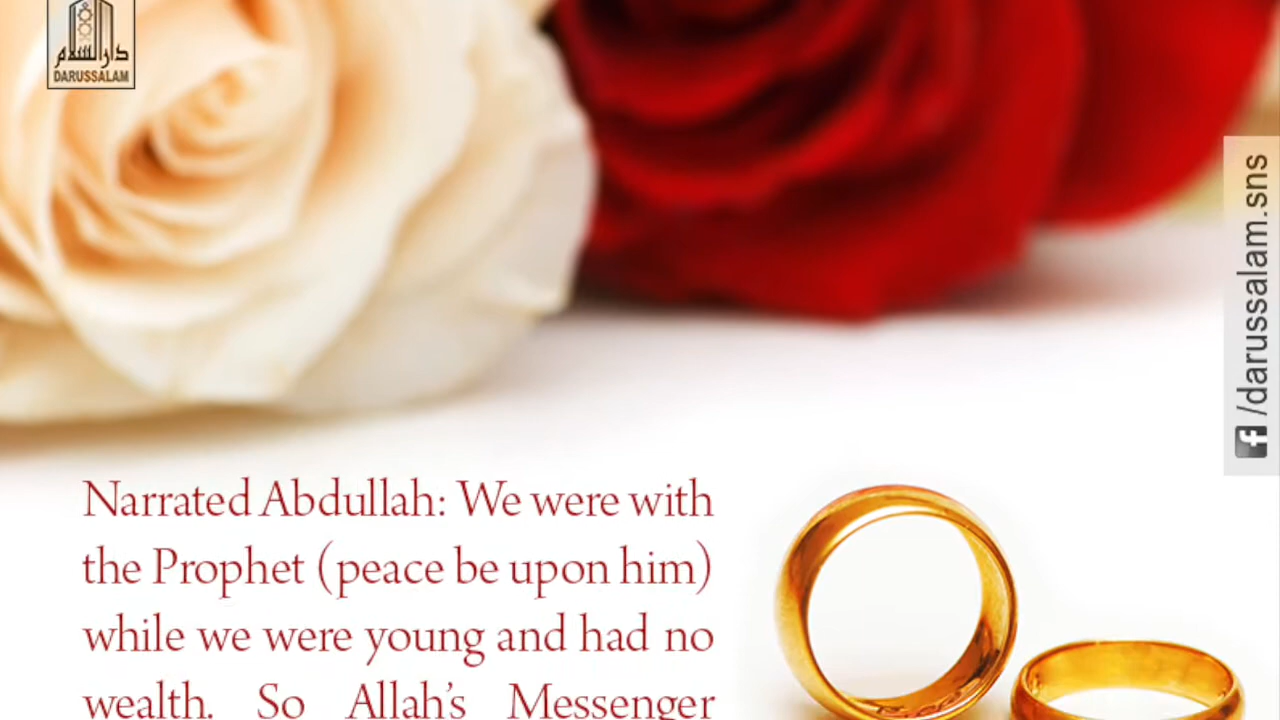 دارالسلام
DARUSSALAM
/darussalam.sns
Narrated Abdullah: We were with
the Prophet (peace be upon him)
while we were young and had no
wealth. So Allah's Messenger